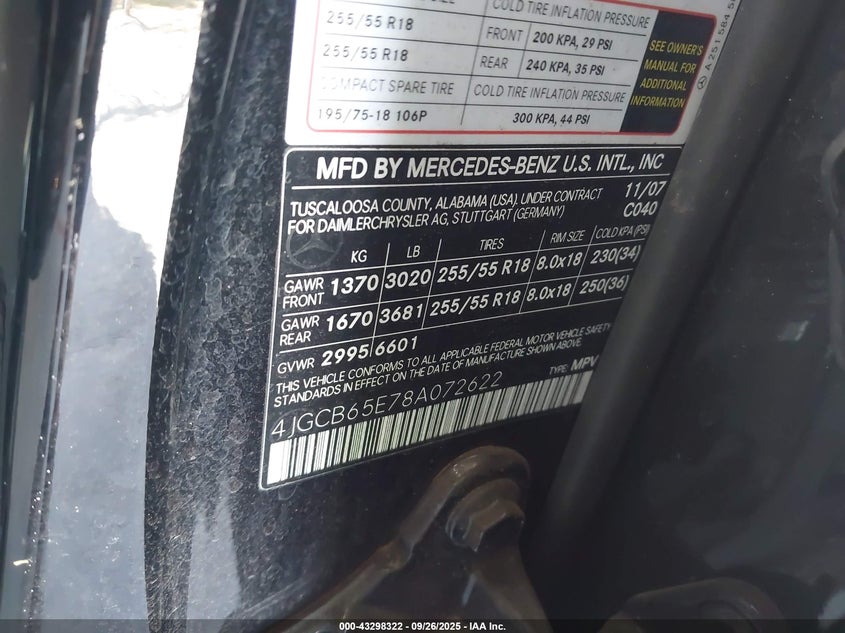 COLD TIRE INFLATION PRESSURE
255/55 R18 FRONT 200 KPA, 29 PSI
255/55 R18 REAR 240 KPA, 35 PSI
COMPACT SPARE TIRE COLD TIRE INFLATION PRESSURE
195/75-18 106P 300 KPA, 44 PSI
SEE OWNER'S
MANUAL FOR
ADDITIONAL
INFORMATION
A 251 584 5
MFD BY MERCEDES-BENZ U.S. INTL., INC
TUSCALOOSA COUNTY, ALABAMA (USA). UNDER CONTRACT 11/07
FOR DAIMLERCHRYSLER AG, STUTTGART (GERMANY) C040
KG LB TIRES RIM SIZE COLD KPA (PSI)
GAWR FRONT 1370 3020 255/55 R18 8.0x18 230(34)
GAWR REAR 1670 3681 255/55 R18 8.0x18 250(36)
GVWR 2995 6601
THIS VEHICLE CONFORMS TO ALL APPLICABLE FEDERAL MOTOR VEHICLE SAFETY
STANDARDS IN EFFECT ON THE DATE OF MANUFACTURE SHOWN ABOVE.
TYPE: MPV
4JGCB65E78A072622
000-43298322 - 09/26/2025 - IAA Inc.